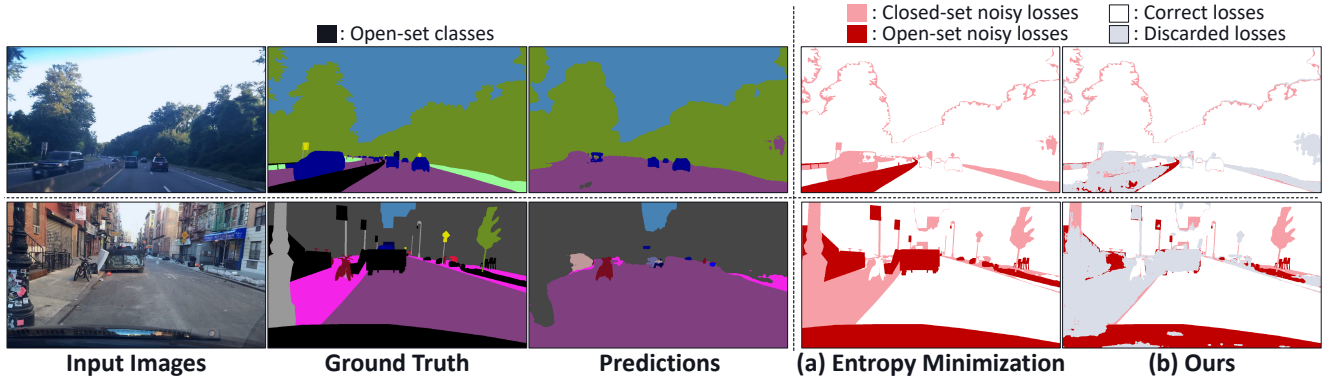 : Open-set classes
: Closed-set noisy losses
: Correct losses
: Open-set noisy losses
: Discarded losses
Input Images
Ground Truth
Predictions
(a) Entropy Minimization
(b) Ours